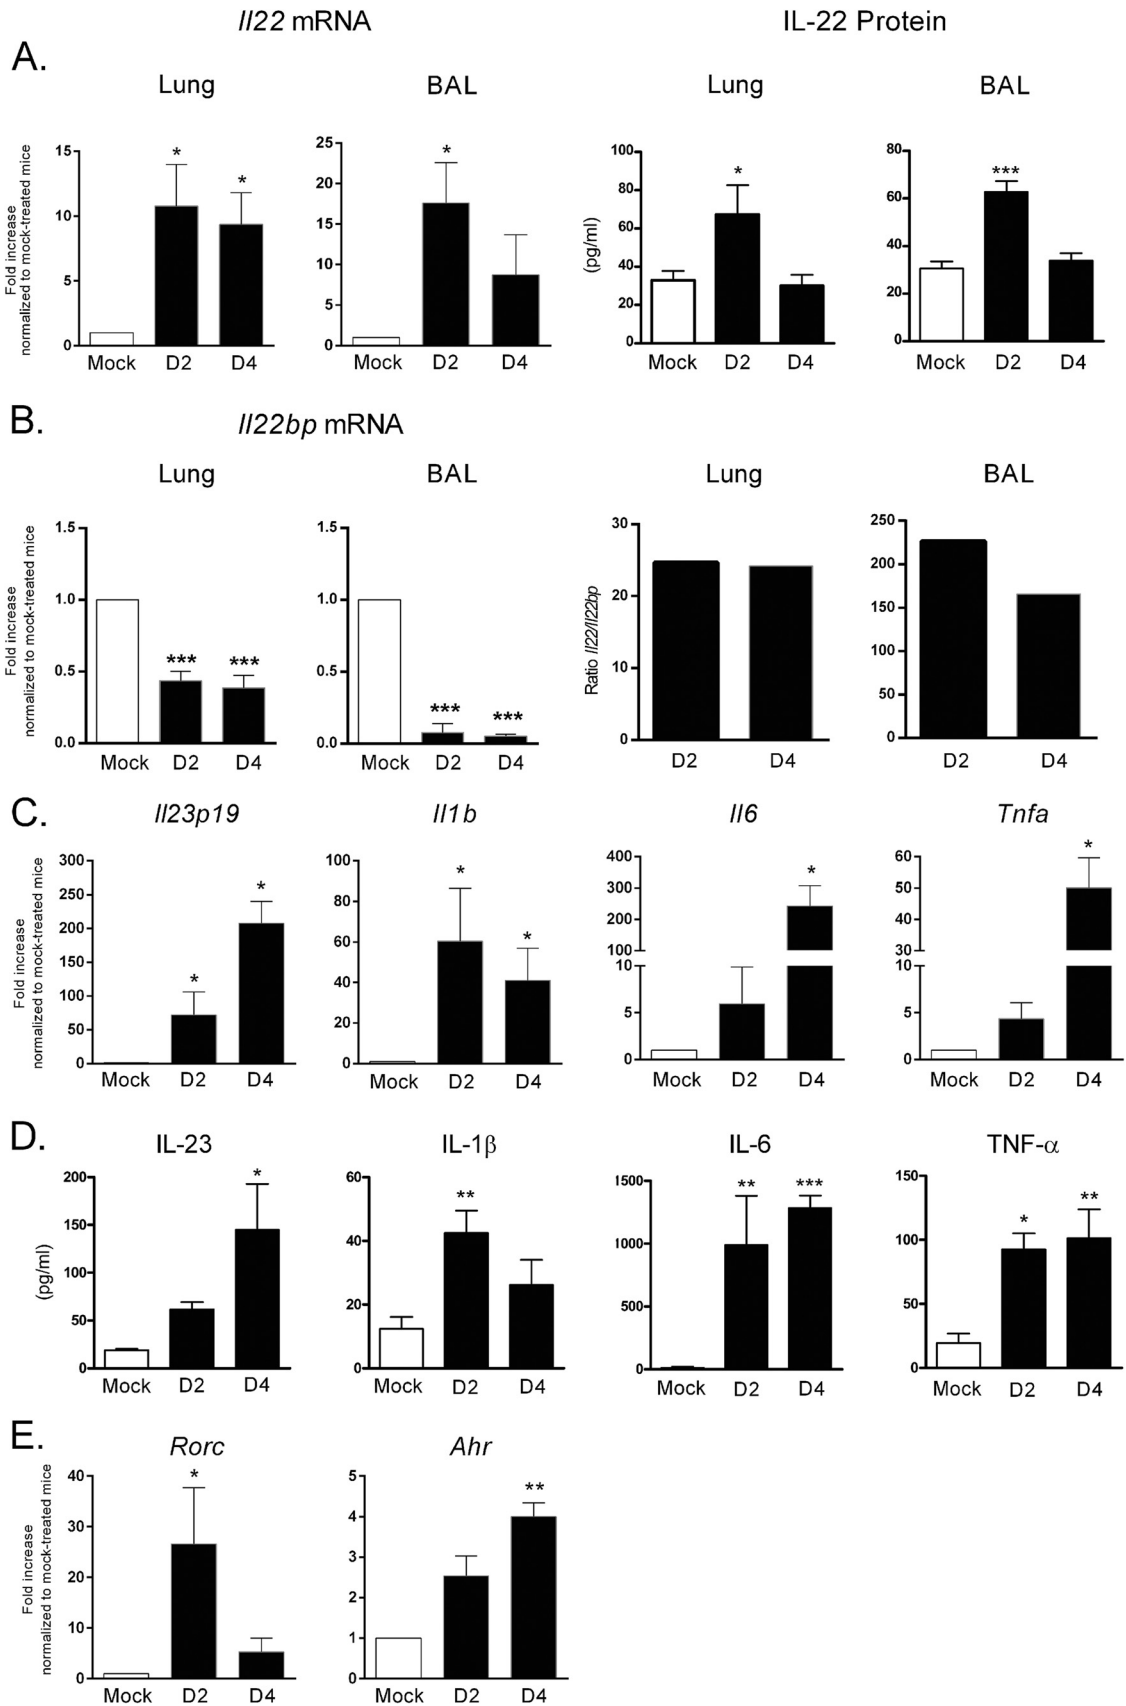 Il22 mRNA
IL-22 Protein
A.
Lung
BAL
Lung
BAL
Fold increase
normalized to mock-treated mice
15
10
5
0
*
*
Mock D2 D4
25
20
15
10
5
0
*
Mock D2 D4
(pg/ml)
100
80
60
40
20
0
*
Mock D2 D4
80
60
40
20
0
***
Mock D2 D4
B.
Il22bp mRNA
Lung
BAL
Lung
BAL
Fold increase
normalized to mock-treated mice
1.5
1.0
0.5
0.0
***
***
Mock D2 D4
1.5
1.0
0.5
0.0
***
***
Mock D2 D4
Ratio Il22/Il22bp
30
20
10
0
D2 D4
250
200
150
100
50
0
D2 D4
C.
Il23p19
Il1b
Il6
Tnfa
Fold increase
normalized to mock-treated mice
300
250
200
150
100
50
0
*
*
Mock D2 D4
100
80
60
40
20
0
*
*
Mock D2 D4
400
300
200
100
10
5
0
*
Mock D2 D4
60
50
40
30
10
5
0
*
Mock D2 D4
D.
IL-23
IL-1β
IL-6
TNF-α
(pg/ml)
200
150
100
50
0
*
Mock D2 D4
60
40
20
0
**
Mock D2 D4
1500
1000
500
0
**
***
Mock D2 D4
150
100
50
0
*
**
Mock D2 D4
E.
Rorc
Ahr
Fold increase
normalized to mock-treated mice
40
30
20
10
0
*
Mock D2 D4
5
4
3
2
1
0
**
Mock D2 D4